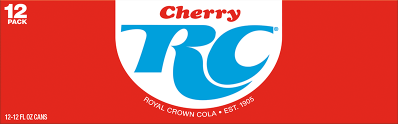 12
PACK
Cherry
RC®
ROYAL CROWN COLA • EST. 1905
12-12 FL OZ CANS